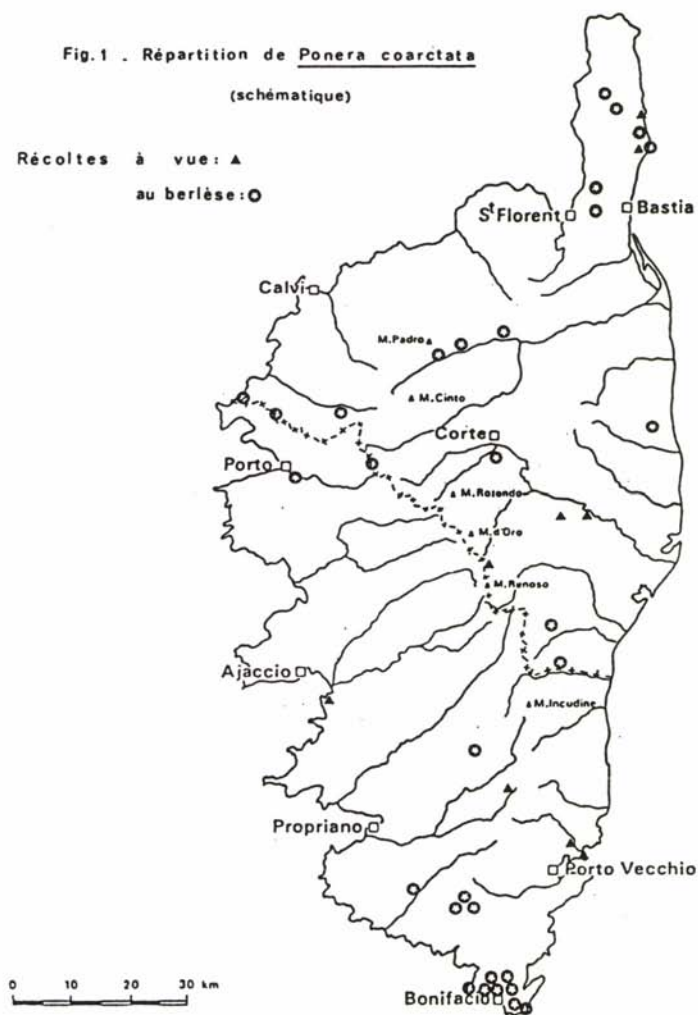 Fig.1 . Répartition de Ponera coarctata
(schématique)
Récoltes à vue: ▲
au berlèse: O
St Florent
Bastia
Calvi
M.Padro
M.Cinto
Corte
Porto
M.Rotondo
M.d'Oro
M.Renoso
Ajaccio
M.Incudine
Propriano
Porto Vecchio
Bonifacio
0 10 20 30 km